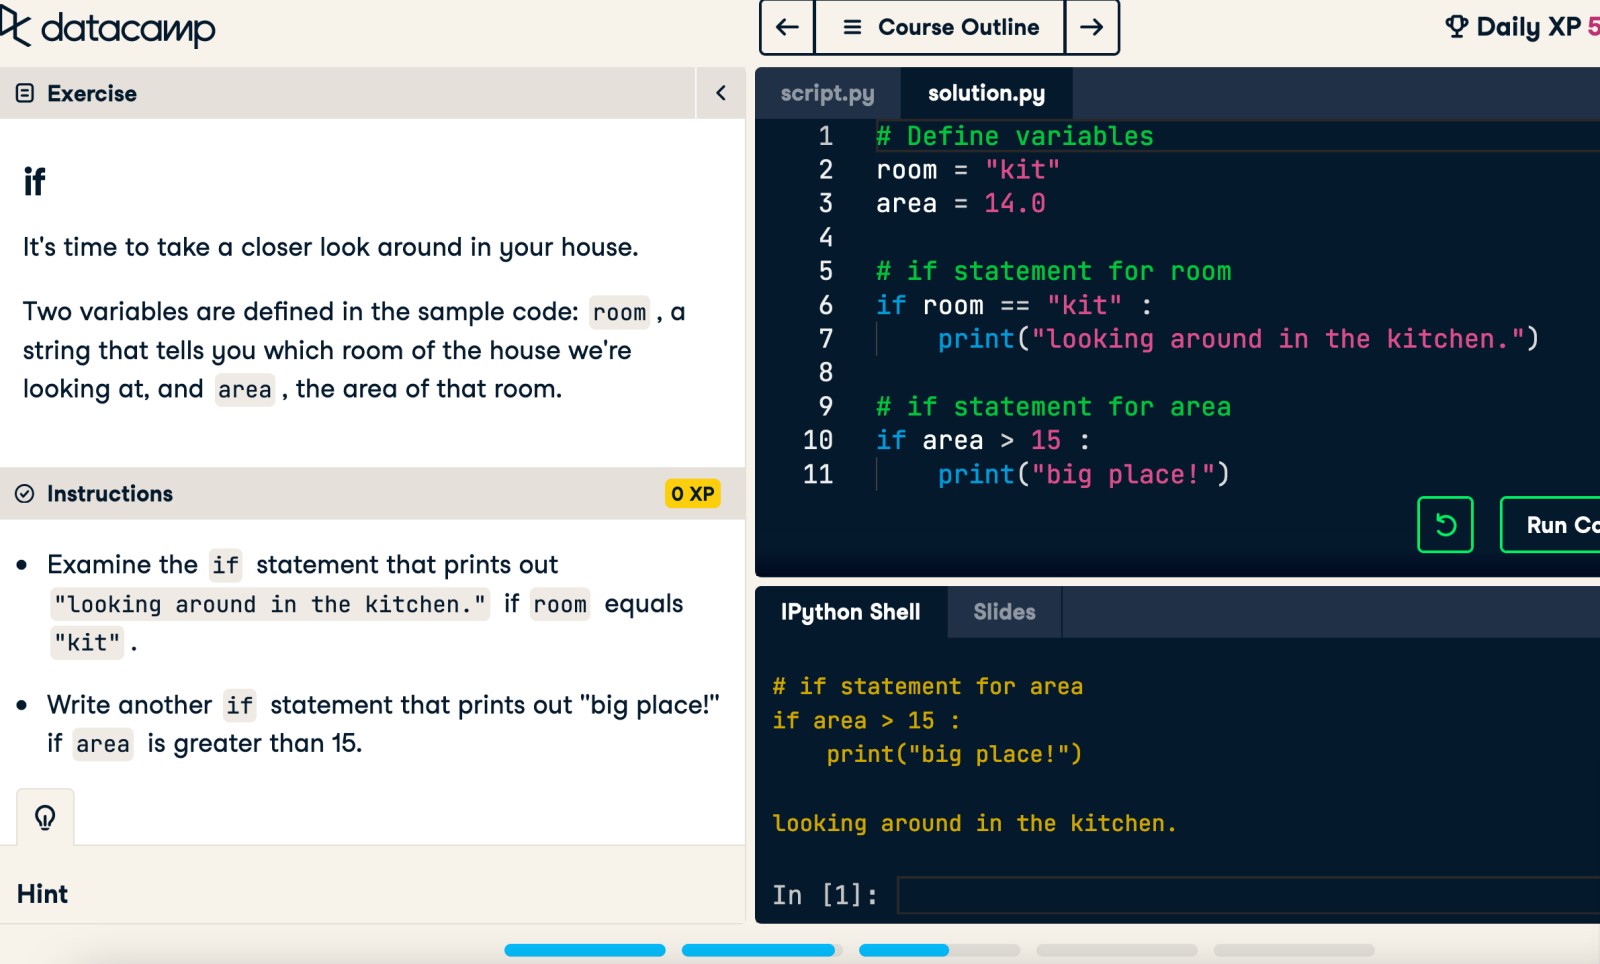 datacamp
Course Outline
Daily XP 5
Exercise
if
It's time to take a closer look around in your house.
Two variables are defined in the sample code: room , a
string that tells you which room of the house we're
looking at, and area , the area of that room.
Instructions
0 XP
• Examine the if statement that prints out
"looking around in the kitchen." if room equals
"kit" .
• Write another if statement that prints out "big place!"
if area is greater than 15.
Hint
script.py
solution.py
1 # Define variables
2 room = "kit"
3 area = 14.0
4
5 # if statement for room
6 if room == "kit" :
7     print("looking around in the kitchen.")
8
9 # if statement for area
10 if area > 15 :
11     print("big place!")
Run Co
IPython Shell
Slides
# if statement for area
if area > 15 :
    print("big place!")
looking around in the kitchen.
In [1]: